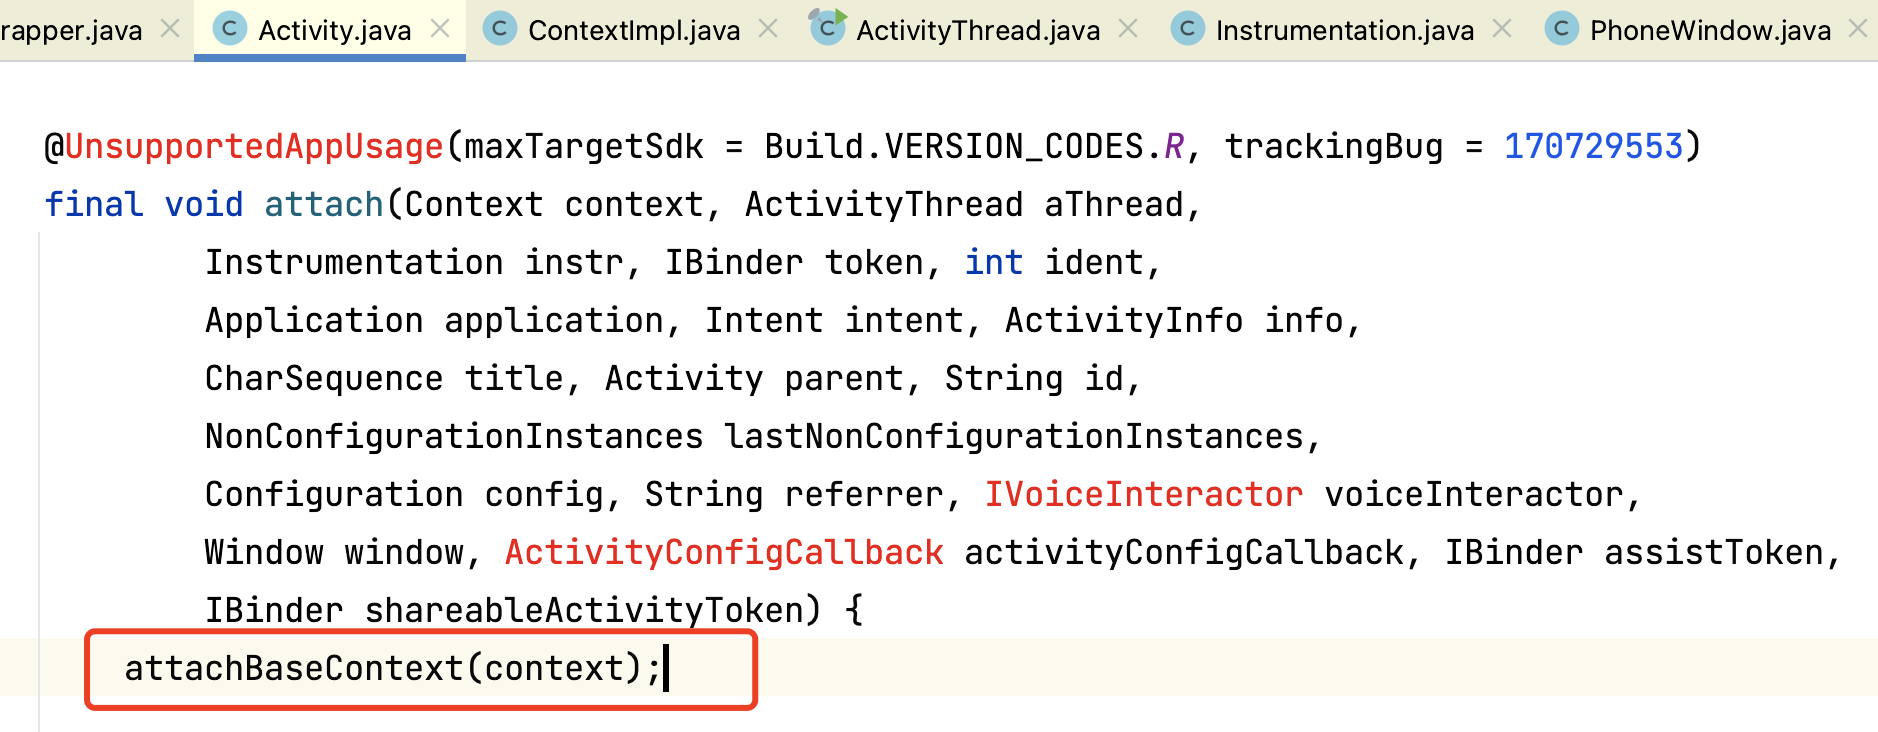 rapper.java Activity.java ContextImpl.java ActivityThread.java Instrumentation.java PhoneWindow.java
@UnsupportedAppUsage(maxTargetSdk = Build.VERSION_CODES.R, trackingBug = 170729553)
final void attach(Context context, ActivityThread aThread,
Instrumentation instr, IBinder token, int ident,
Application application, Intent intent, ActivityInfo info,
CharSequence title, Activity parent, String id,
NonConfigurationInstances lastNonConfigurationInstances,
Configuration config, String referrer, IVoiceInteractor voiceInteractor,
Window window, ActivityConfigCallback activityConfigCallback, IBinder assistToken,
IBinder shareableActivityToken) {
attachBaseContext(context);